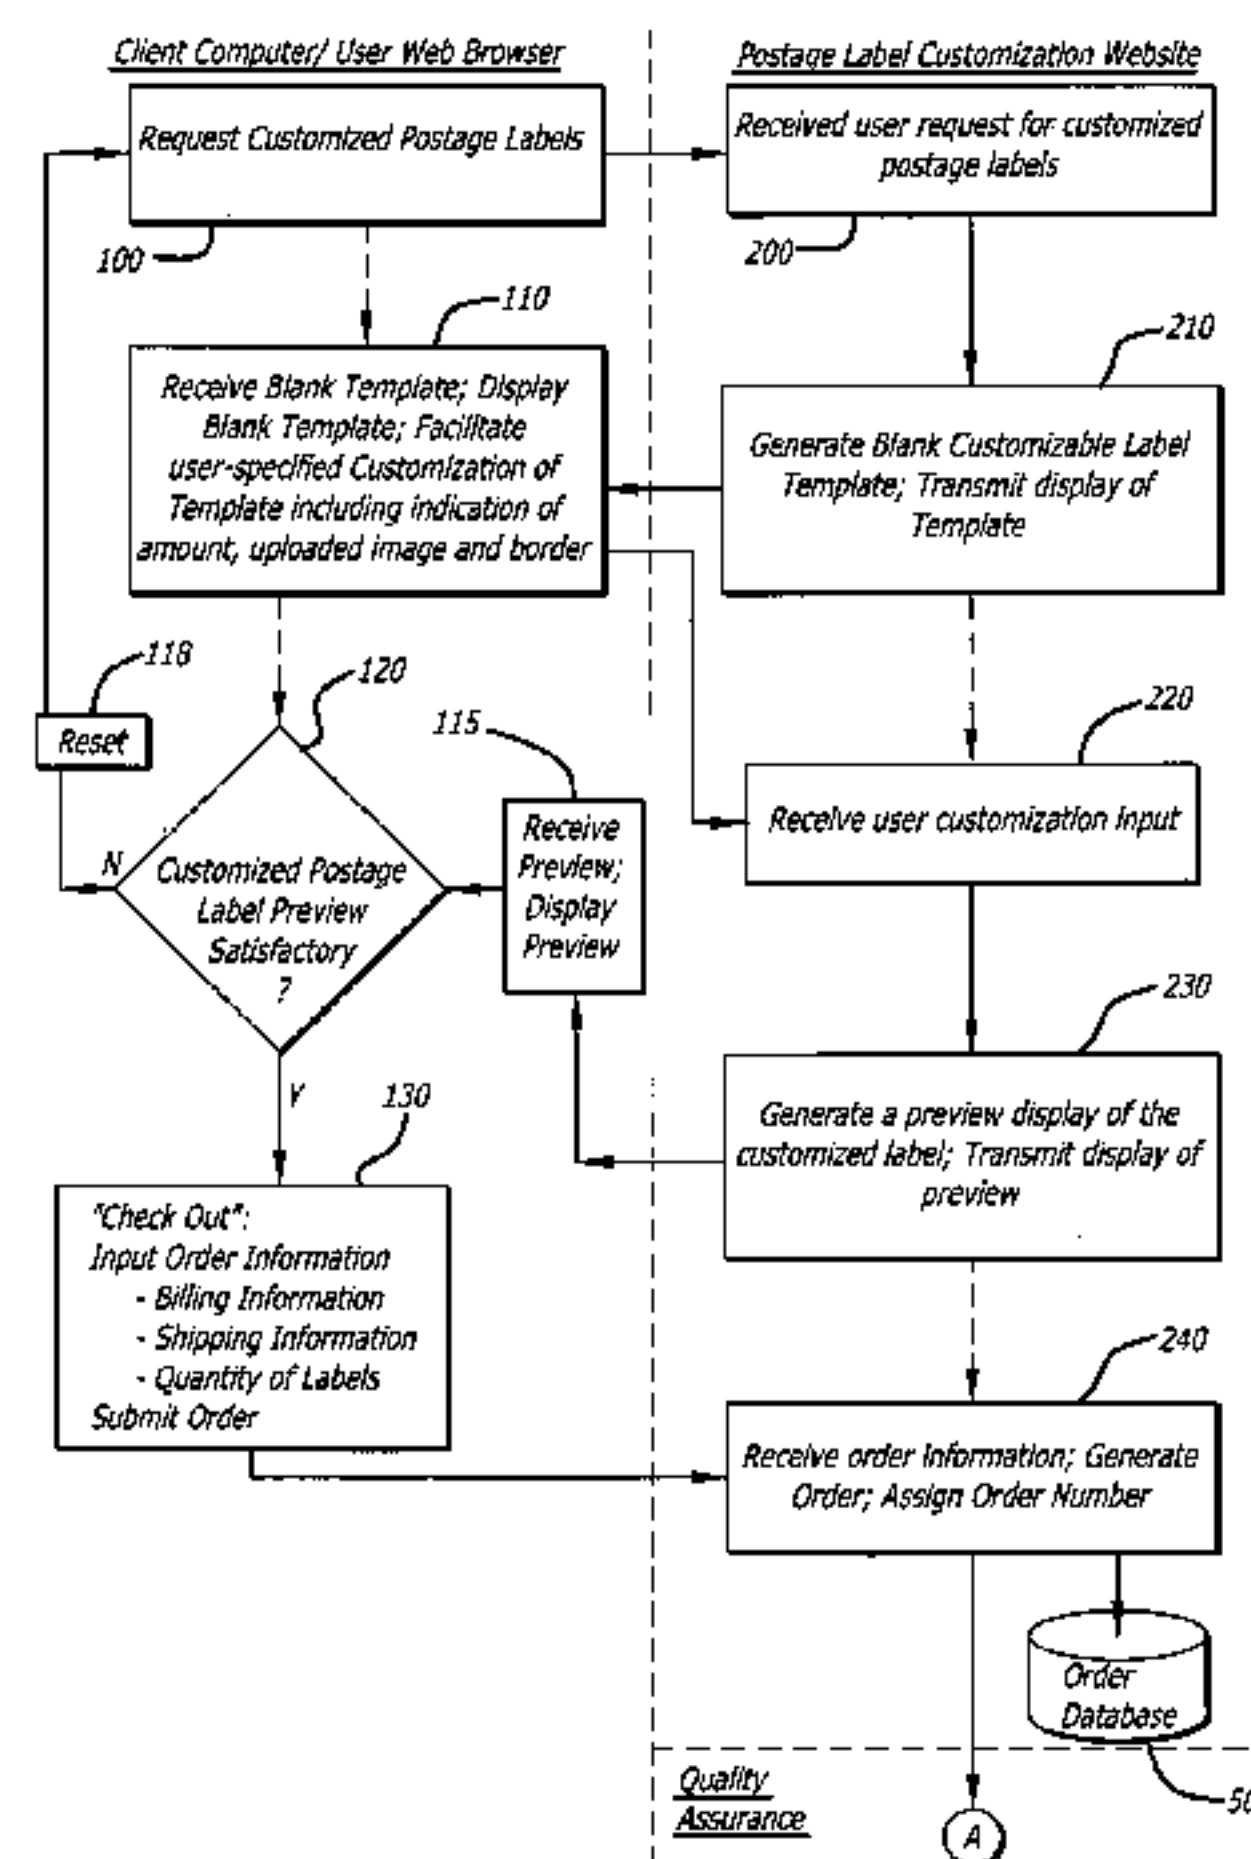 Client Computer/ User Web Browser
Postage Label Customization Website
Request Customized Postage Labels
Received user request for customized
postage labels
100
200
110
210
Receive Blank Template; Display
Blank Template; Facilitate
user-specified Customization of
Template including indication of
amount, uploaded image and border
Generate Blank Customizable Label
Template; Transmit display of
Template
118
120
115
220
Reset
Receive user customization input
Receive
Preview;
Display
Preview
N
Customized Postage
Label Preview
Satisfactory
?
230
Y
130
Generate a preview display of the
customized label; Transmit display of
preview
"Check Out":
Input Order Information
- Billing Information
- Shipping Information
- Quantity of Labels
Submit Order
240
Receive order information; Generate
Order; Assign Order Number
Order
Database
Quality
Assurance
A